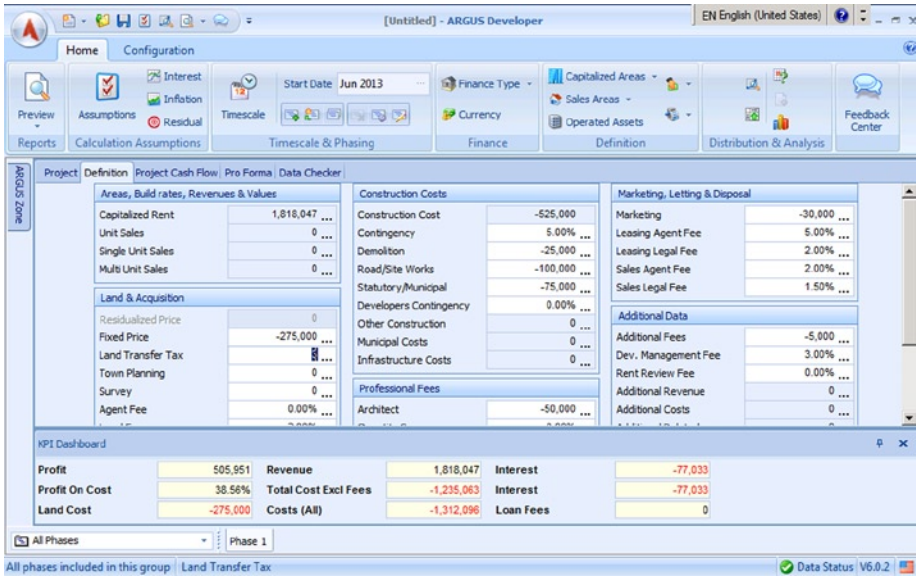 [Untitled] - ARGUS Developer
EN English (United States)
Home Configuration
Preview
Reports
Assumptions
Interest
Inflation
Residual
Calculation Assumptions
Timescale
Start Date Jun 2013 ...
Timescale & Phasing
Finance Type
Currency
Finance
Capitalized Areas
Sales Areas
Operated Assets
Definition
Distribution & Analysis
Feedback
Center
ARGUS Zone
Project Definition Project Cash Flow Pro Forma Data Checker
Areas, Build rates, Revenues & Values
Capitalized Rent 1,818,047 ...
Unit Sales 0 ...
Single Unit Sales 0 ...
Multi Unit Sales 0 ...
Land & Acquisition
Residualized Price 0
Fixed Price -275,000 ...
Land Transfer Tax ...
Town Planning 0 ...
Survey 0 ...
Agent Fee 0.00% ...
Construction Costs
Construction Cost -525,000
Contingency 5.00% ...
Demolition -25,000 ...
Road/Site Works -100,000 ...
Statutory/Municipal -75,000 ...
Developers Contingency 0.00% ...
Other Construction 0 ...
Municipal Costs 0 ...
Infrastructure Costs 0 ...
Professional Fees
Architect -50,000 ...
Marketing, Letting & Disposal
Marketing -30,000 ...
Leasing Agent Fee 5.00% ...
Leasing Legal Fee 2.00% ...
Sales Agent Fee 2.00% ...
Sales Legal Fee 1.50% ...
Additional Data
Additional Fees -5,000 ...
Dev. Management Fee 3.00% ...
Rent Review Fee 0.00% ...
Additional Revenue 0 ...
Additional Costs 0 ...
KPI Dashboard
Profit 505,951 Revenue 1,818,047 Interest -77,033
Profit On Cost 38.56% Total Cost Excl Fees -1,235,063 Interest -77,033
Land Cost -275,000 Costs (All) -1,312,096 Loan Fees 0
All Phases Phase 1
All phases included in this group Land Transfer Tax Data Status V6.0.2